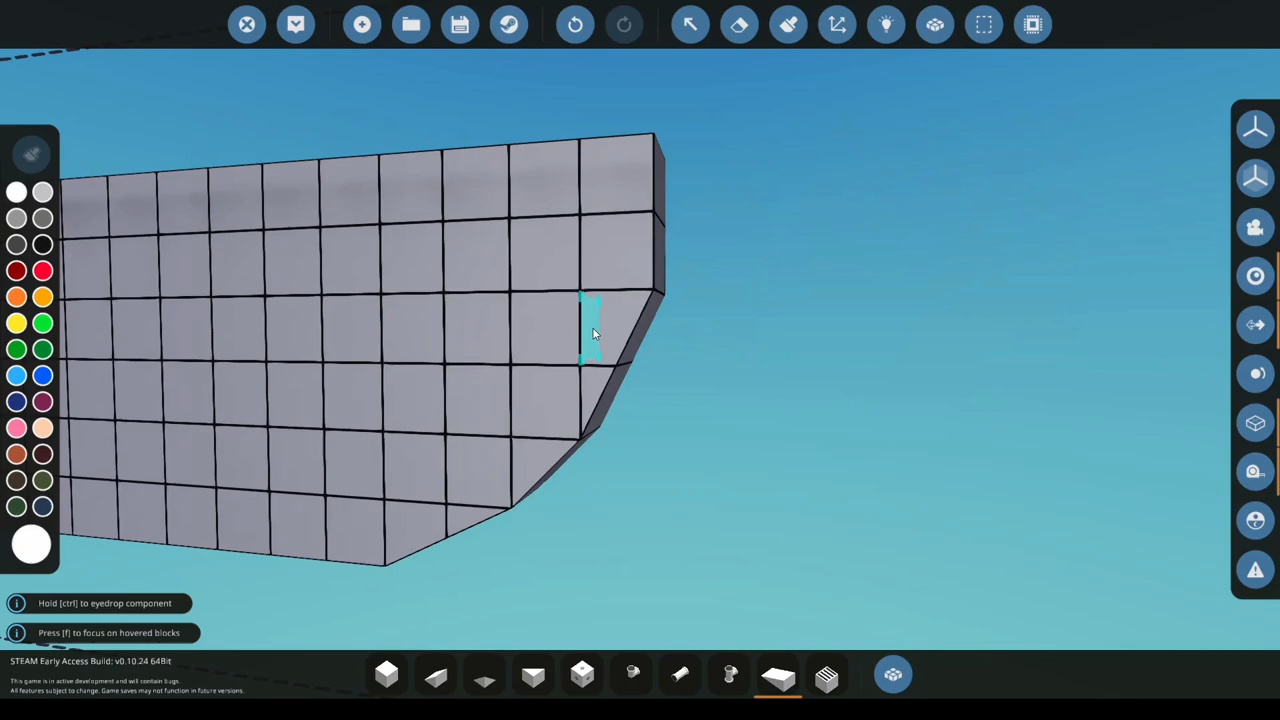 Hold [ctrl] to eyedrop component
Press [f] to focus on hovered blocks
STEAM Early Access Build: v0.10.24 64Bit
This game is in active development and will contain bugs.
All features subject to change. Game saves may not function in future versions.